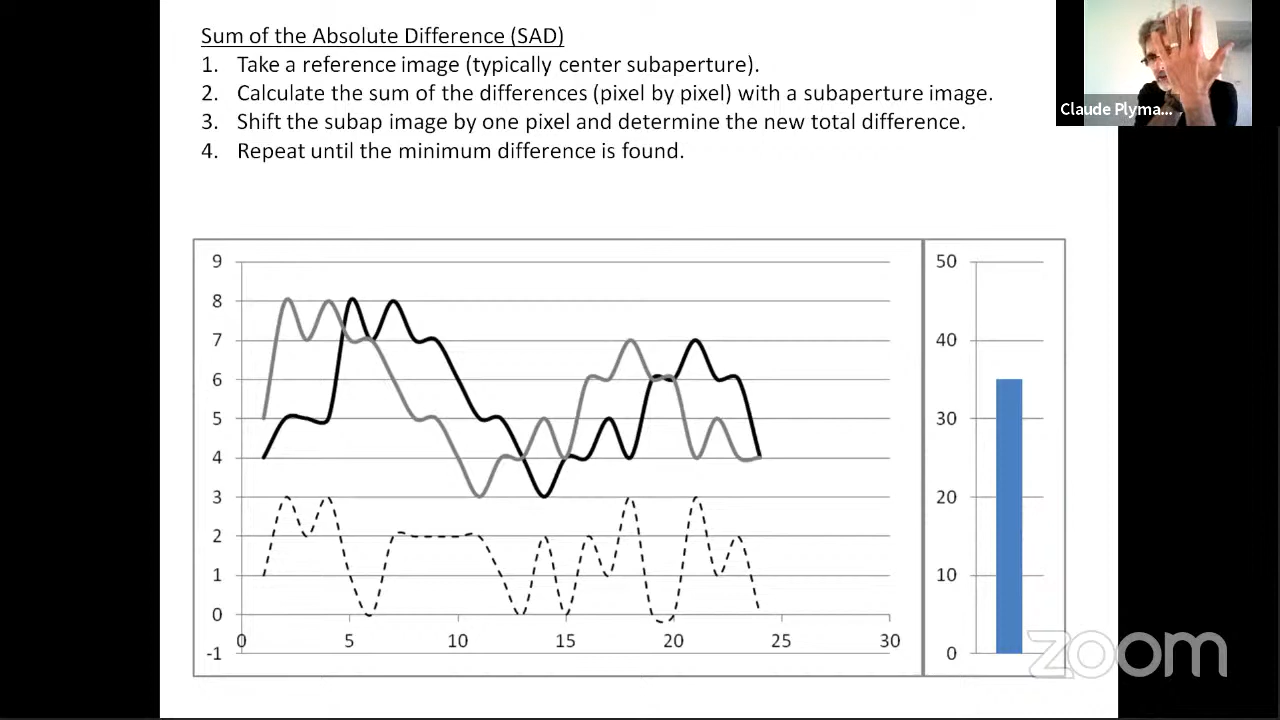 Sum of the Absolute Difference (SAD)
1. Take a reference image (typically center subaperture).
2. Calculate the sum of the differences (pixel by pixel) with a subaperture image.
3. Shift the subap image by one pixel and determine the new total difference.
4. Repeat until the minimum difference is found.
Claude Plyma...
9
8
7
6
5
4
3
2
1
0
-1
0 5 10 15 20 25 30
50
40
30
20
10
0
zoom